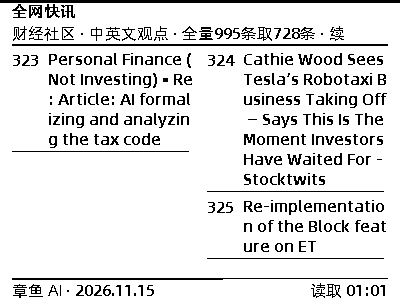 全网快讯
财经社区 · 中英文观点 · 全量995条取728条 · 续
323 Personal Finance (
Not Investing) • Re
: Article: AI formal
izing and analyzin
g the tax code
324 Cathie Wood Sees
Tesla’s Robotaxi B
usiness Taking Off
– Says This Is The
Moment Investors
Have Waited For -
Stocktwits
325 Re-implementatio
n of the Block feat
ure on ET
章鱼 AI · 2026.11.15
读取 01:01